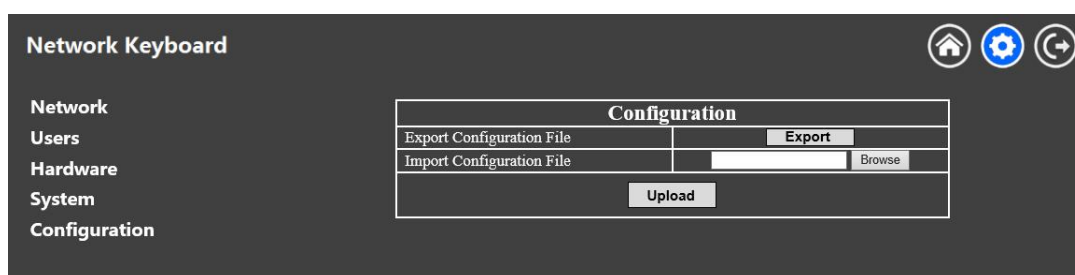 Network Keyboard
Network
Users
Hardware
System
Configuration
Configuration
Export Configuration File Export
Import Configuration File Browse
Upload